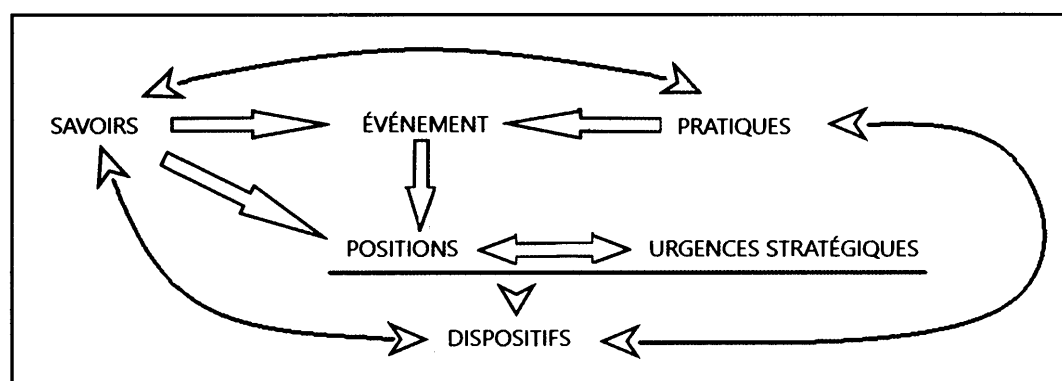 SAVOIRS ÉVÉNEMENT PRATIQUES
POSITIONS URGENCES STRATÉGIQUES
DISPOSITIFS